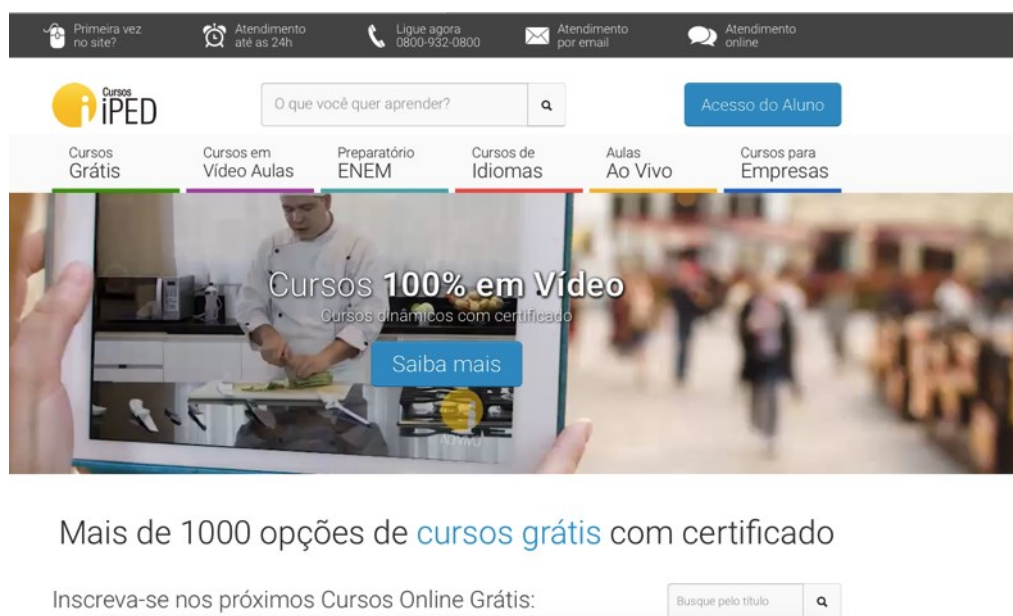 Primeira vez
no site?
Atendimento
até as 24h
Ligue agora
0800-932-0800
Atendimento
por email
Atendimento
online
Cursos
iPED
O que você quer aprender?
Acesso do Aluno
Cursos
Grátis
Cursos em
Vídeo Aulas
Preparatório
ENEM
Cursos de
Idiomas
Aulas
Ao Vivo
Cursos para
Empresas
Cursos 100% em Vídeo
Cursos dinâmicos com certificado
Saiba mais
AO VIVO
Mais de 1000 opções de cursos grátis com certificado
Inscreva-se nos próximos Cursos Online Grátis:
Busque pelo título